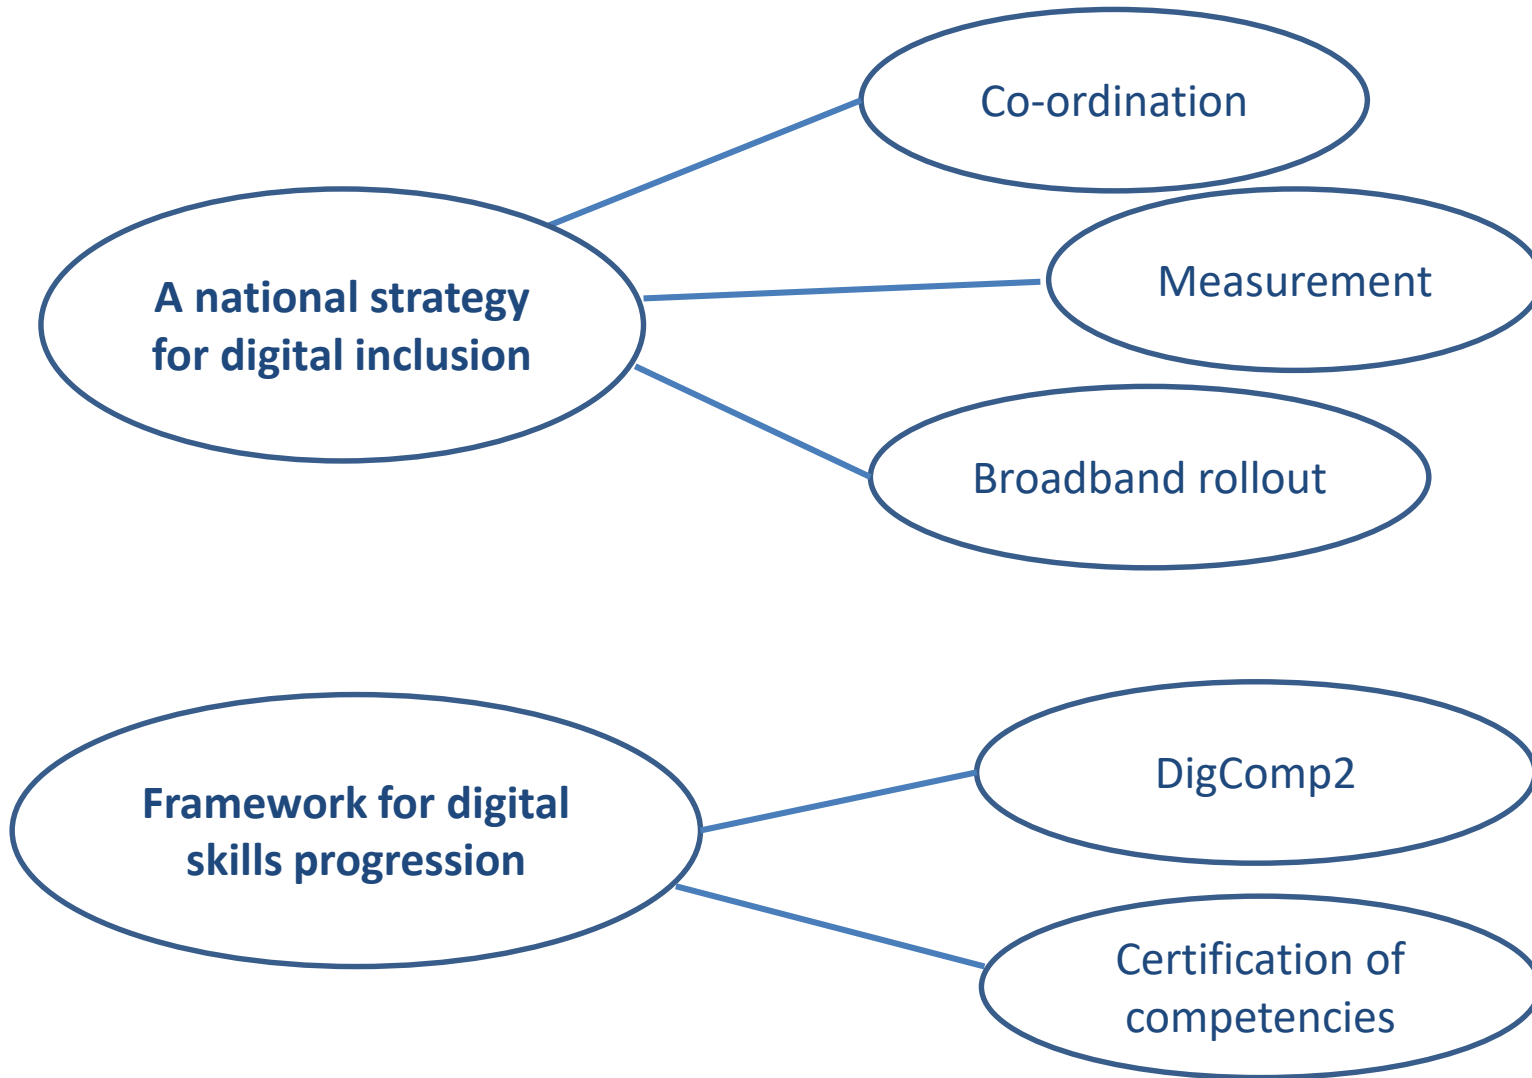 Co-ordination
A national strategy
for digital inclusion
Measurement
Broadband rollout
Framework for digital
skills progression
DigComp2
Certification of
competencies